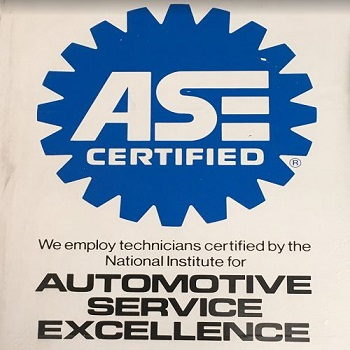 ASE
CERTIFIED
®
We employ technicians certified by the
National Institute for
AUTOMOTIVE
SERVICE
EXCELLENCE